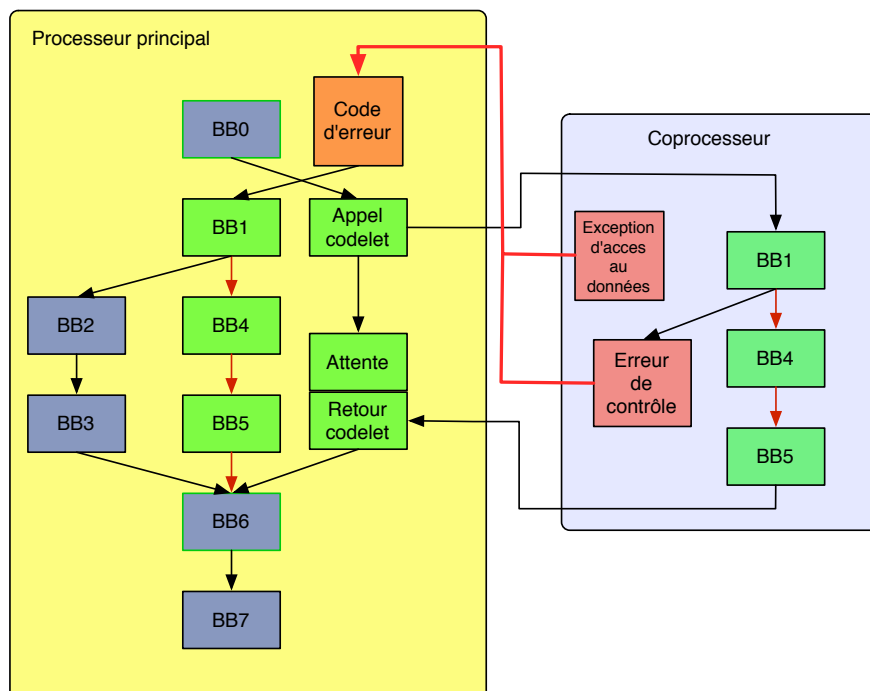 Processeur principal
Code
d'erreur
BB0
BB1
Appel
codelet
BB2
BB4
Attente
BB3
BB5
Retour
codelet
BB6
BB7
Coprocesseur
Exception
d'acces
au
données
BB1
Erreur
de
contrôle
BB4
BB5